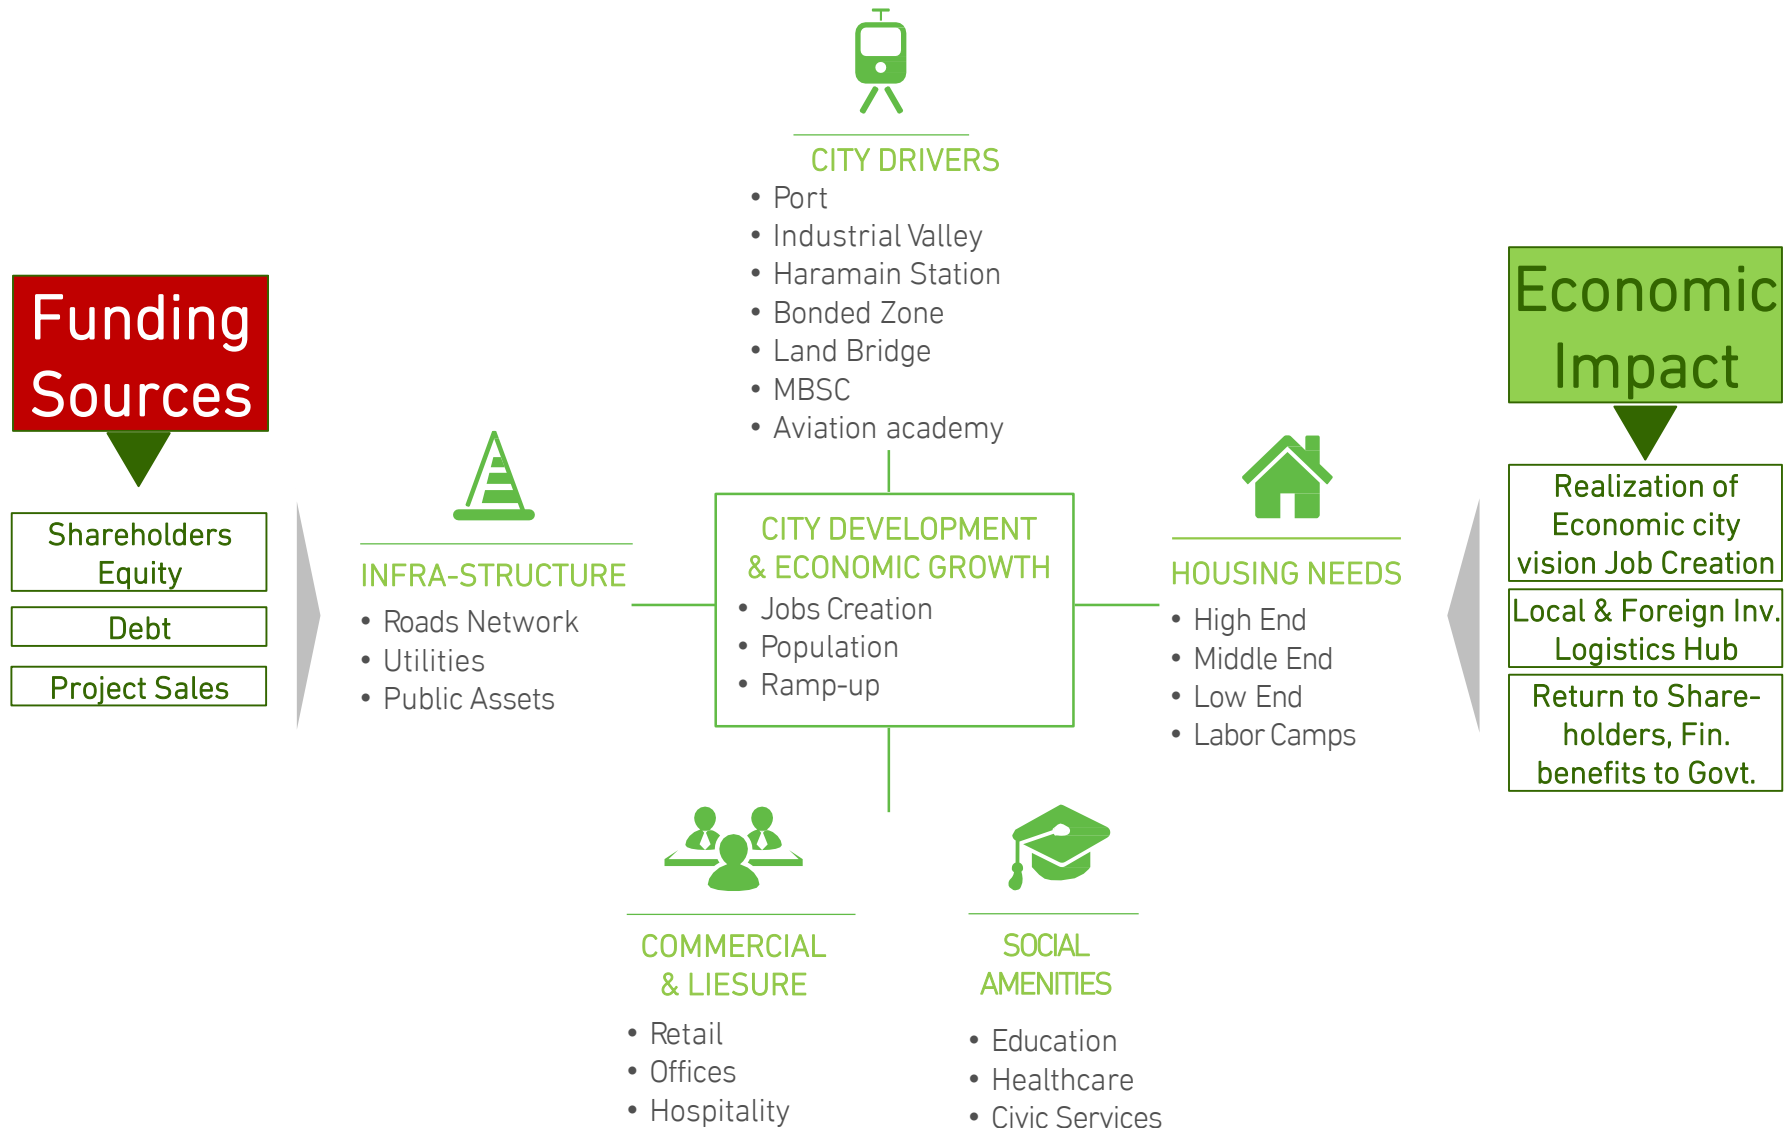 CITY DRIVERS
• Port
• Industrial Valley
• Haramain Station
• Bonded Zone
• Land Bridge
• MBSC
• Aviation academy
Funding
Sources
Shareholders
Equity
Debt
Project Sales
INFRA-STRUCTURE
• Roads Network
• Utilities
• Public Assets
CITY DEVELOPMENT
& ECONOMIC GROWTH
• Jobs Creation
• Population
• Ramp-up
HOUSING NEEDS
• High End
• Middle End
• Low End
• Labor Camps
Economic
Impact
Realization of
Economic city
vision Job Creation
Local & Foreign Inv.
Logistics Hub
Return to Share-
holders, Fin.
benefits to Govt.
COMMERCIAL
& LIESURE
• Retail
• Offices
• Hospitality
SOCIAL
AMENITIES
• Education
• Healthcare
• Civic Services